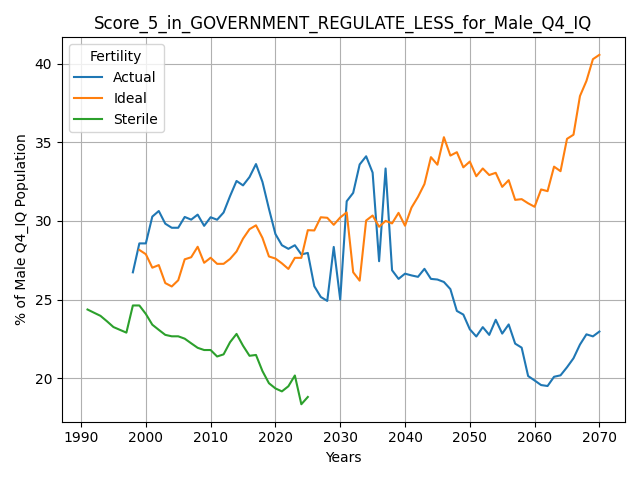 Score_5_in_GOVERNMENT_REGULATE_LESS_for_Male_Q4_IQ
Fertility
Actual
Ideal
Sterile
% of Male Q4_IQ Population
40
35
30
25
20
1990 2000 2010 2020 2030 2040 2050 2060 2070
Years